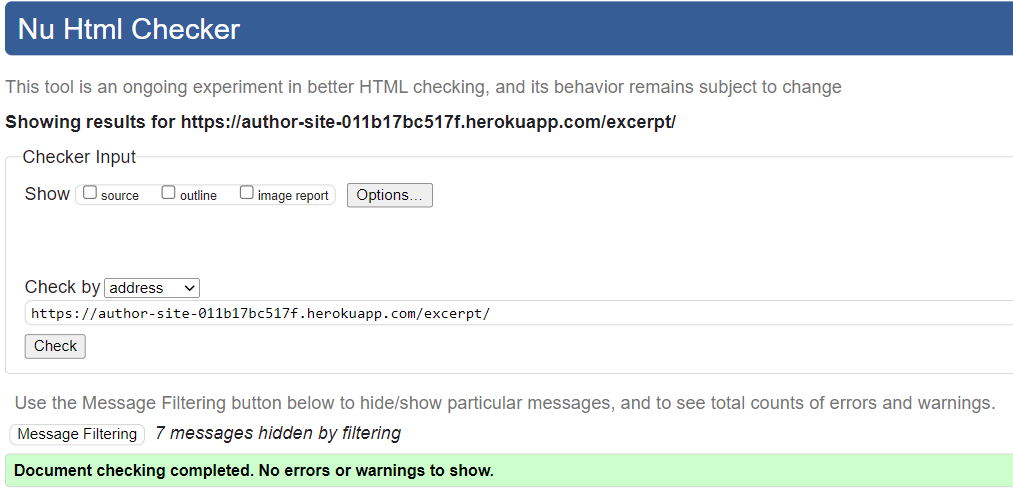 Nu Html Checker
This tool is an ongoing experiment in better HTML checking, and its behavior remains subject to change
Showing results for https://author-site-011b17bc517f.herokuapp.com/excerpt/
Checker Input
Show source outline image report Options...
Check by address
https://author-site-011b17bc517f.herokuapp.com/excerpt/
Check
Use the Message Filtering button below to hide/show particular messages, and to see total counts of errors and warnings.
Message Filtering 7 messages hidden by filtering
Document checking completed. No errors or warnings to show.